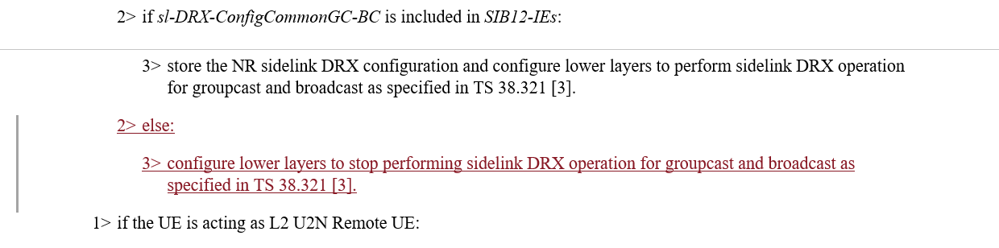 2> if sl-DRX-ConfigCommonGC-BC is included in SIB12-IEs:
3> store the NR sidelink DRX configuration and configure lower layers to perform sidelink DRX operation
for groupcast and broadcast as specified in TS 38.321 [3].
2> else:
3> configure lower layers to stop performing sidelink DRX operation for groupcast and broadcast as
specified in TS 38.321 [3].
1> if the UE is acting as L2 U2N Remote UE: